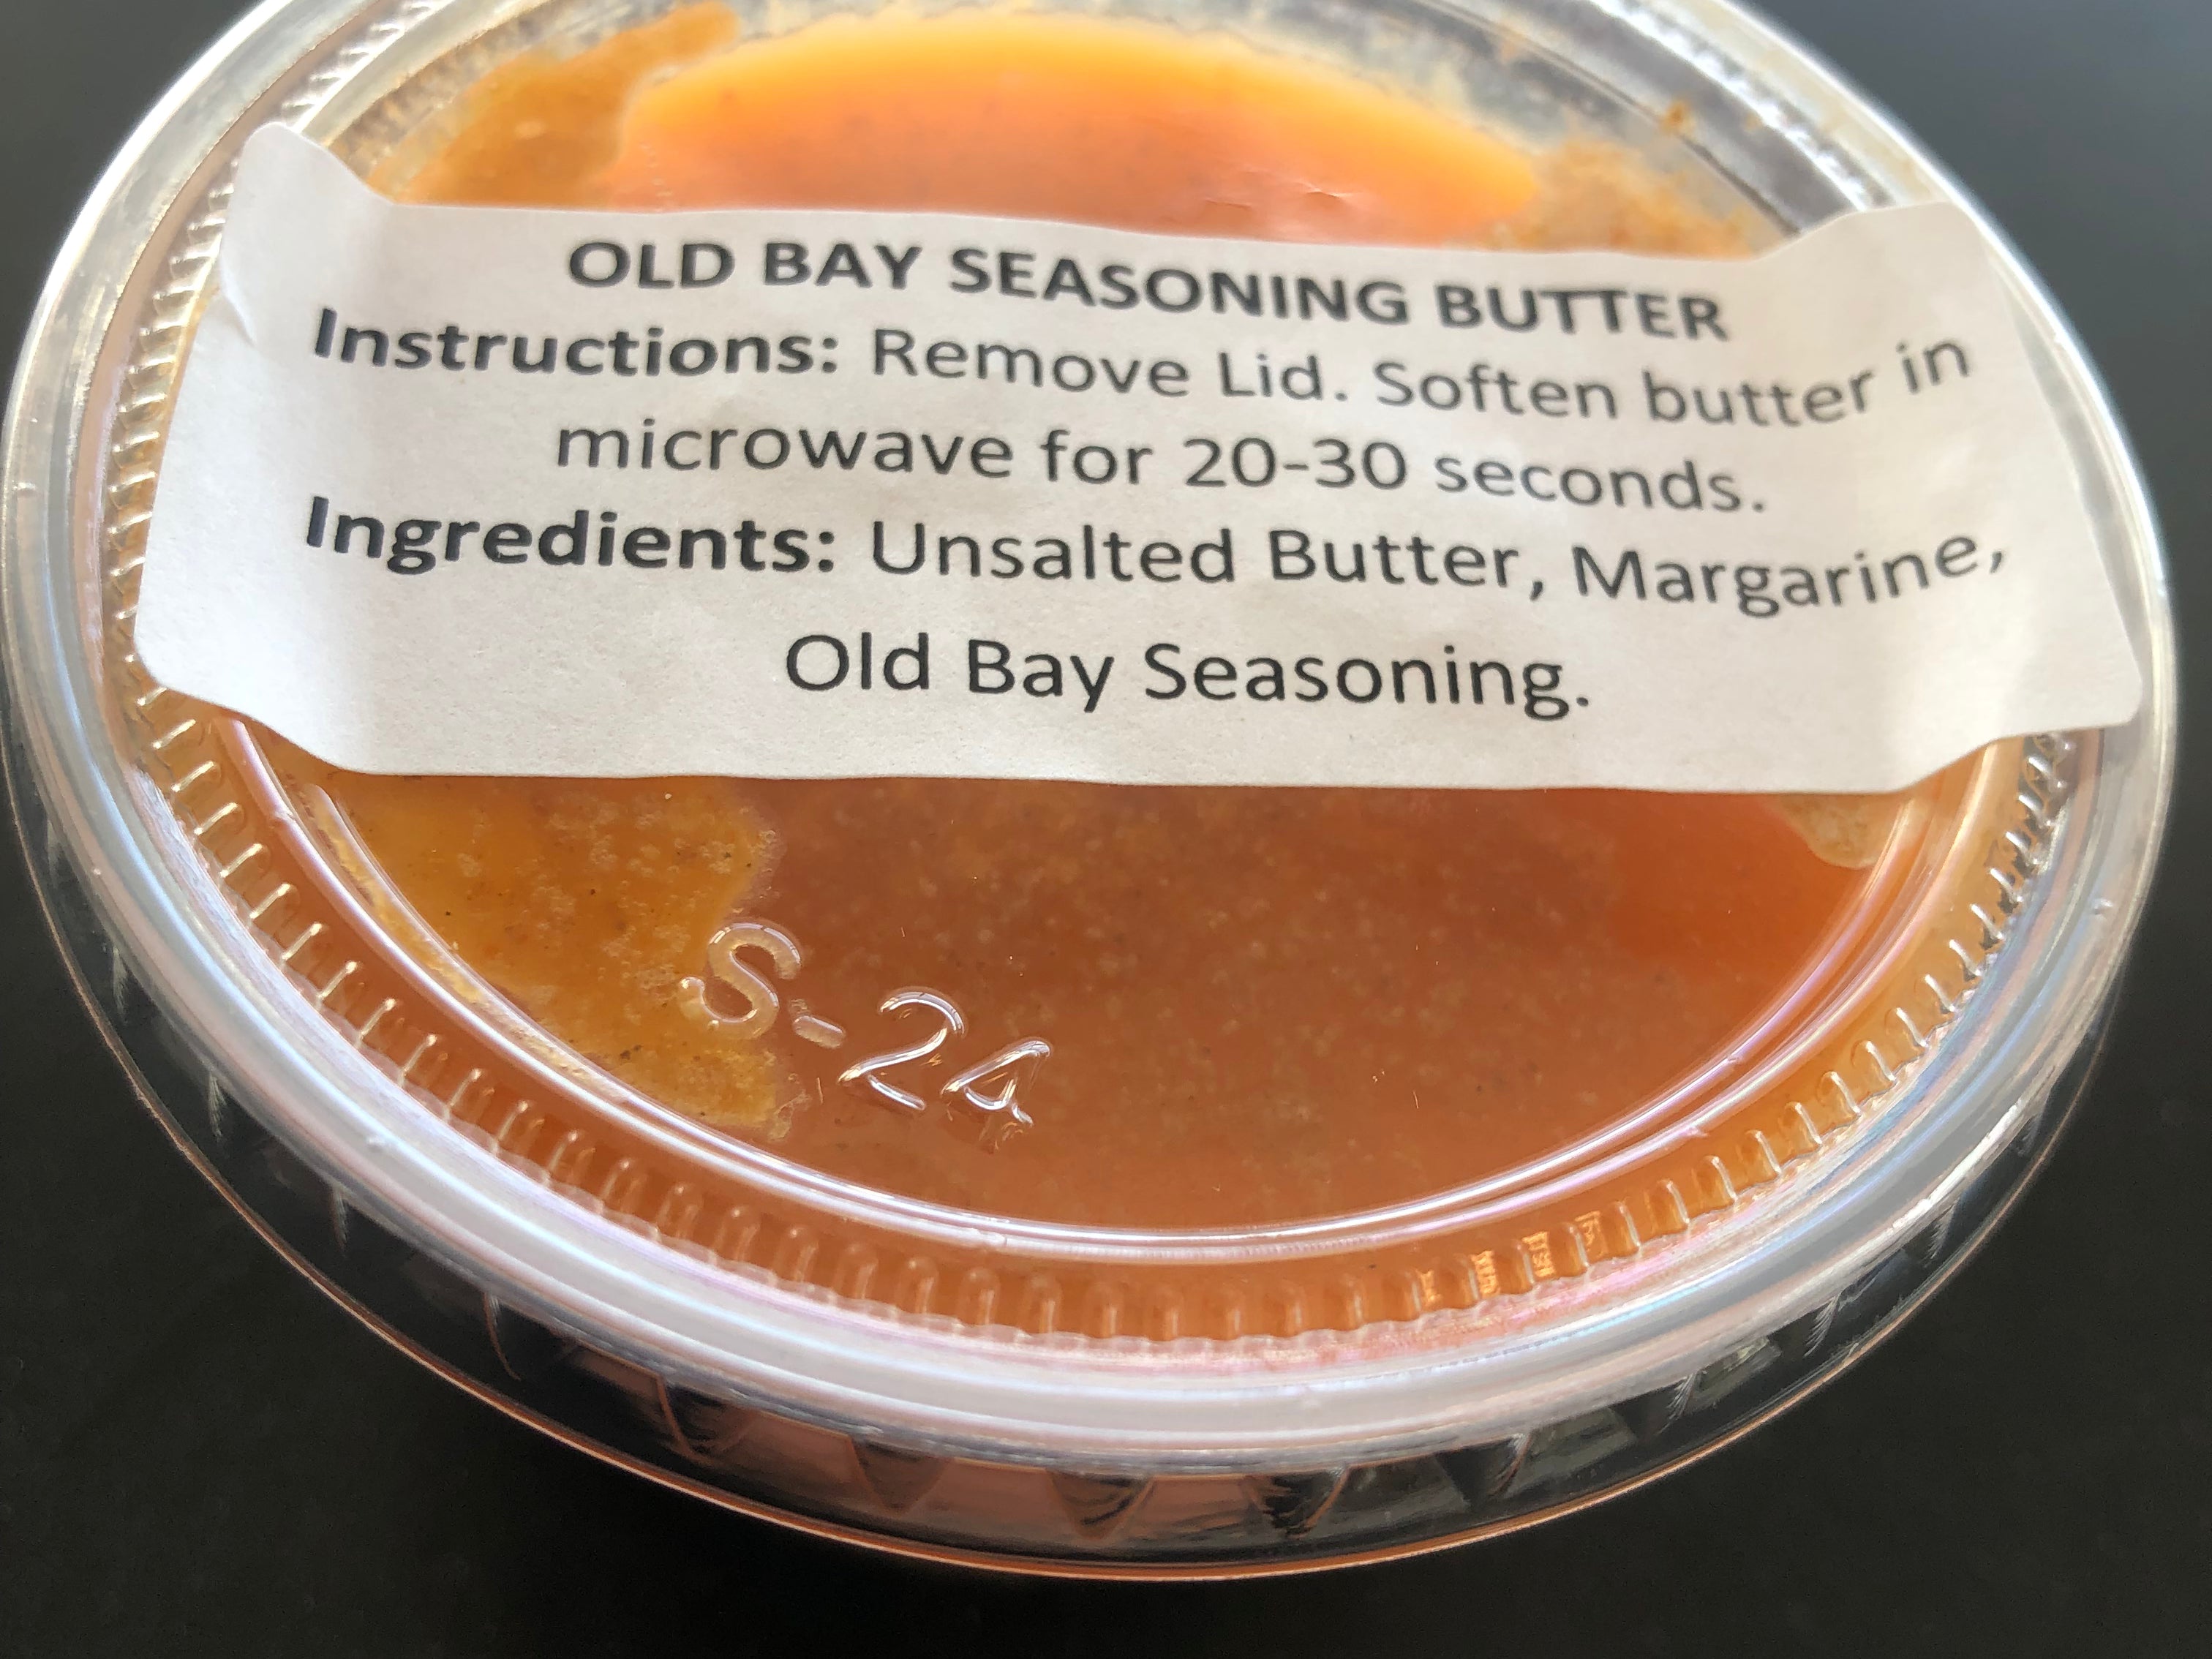 OLD BAY SEASONING BUTTER
Instructions: Remove Lid. Soften butter in
microwave for 20-30 seconds.
Ingredients: Unsalted Butter, Margarine,
Old Bay Seasoning.
S-24